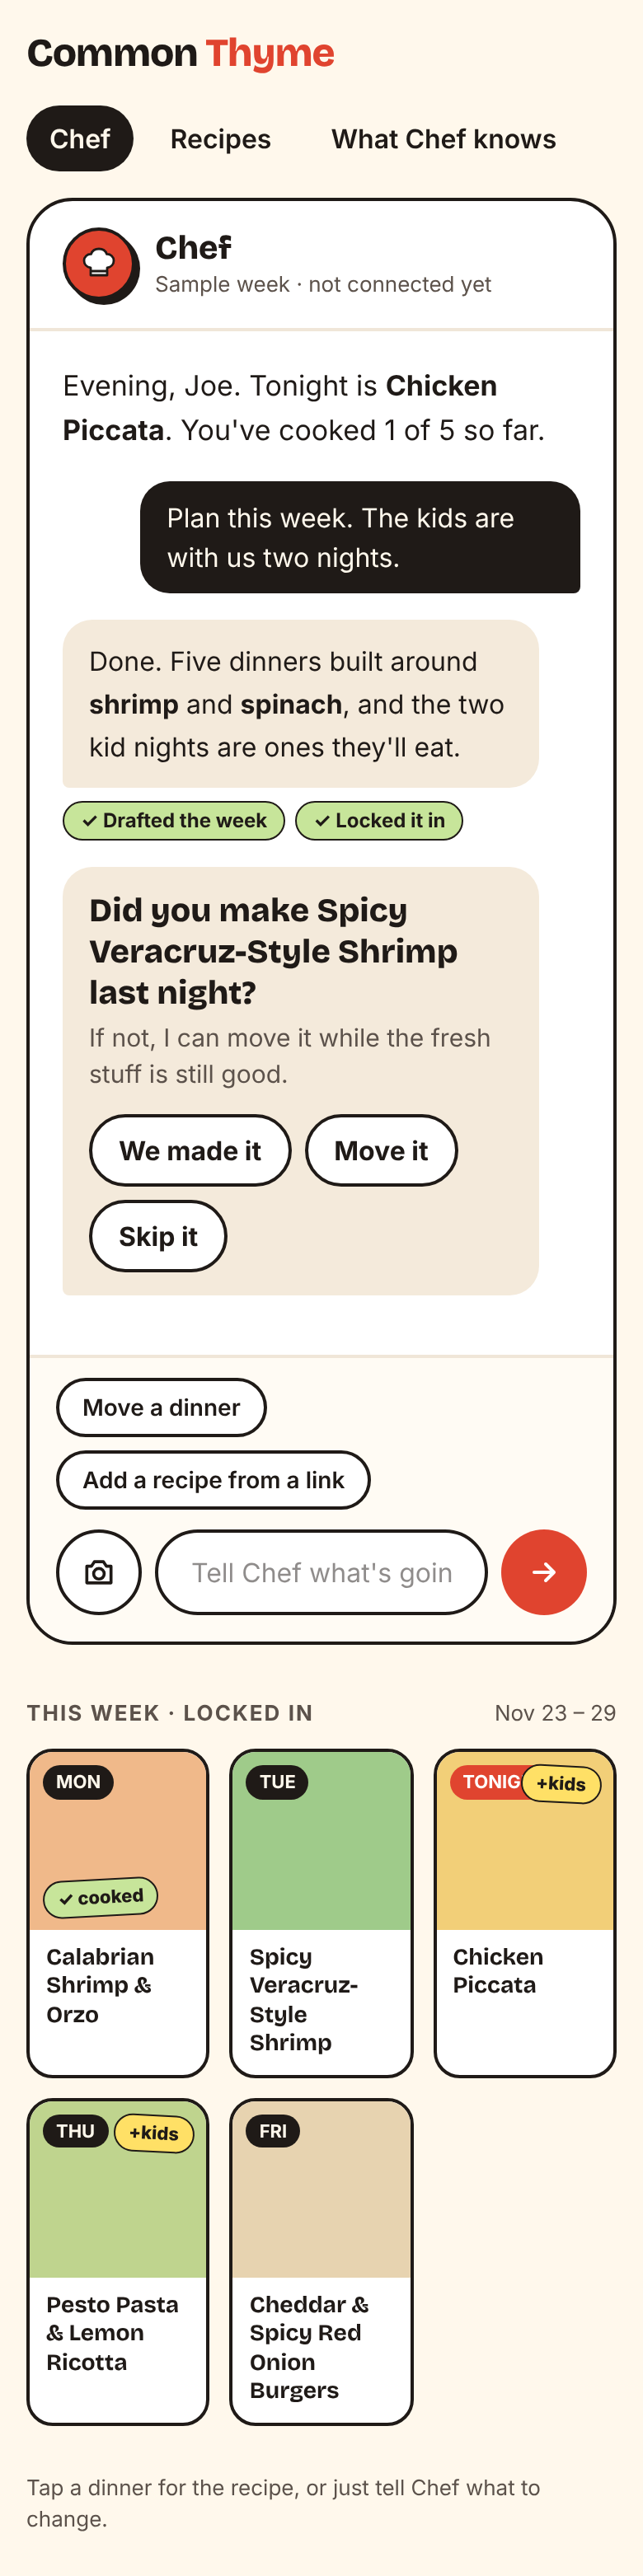 Common Thyme
Chef
Recipes
What Chef knows
Chef
Sample week · not connected yet
Evening, Joe. Tonight is Chicken
Piccata. You've cooked 1 of 5 so far.
Plan this week. The kids are
with us two nights.
Done. Five dinners built around
shrimp and spinach, and the two
kid nights are ones they'll eat.
✓ Drafted the week
✓ Locked it in
Did you make Spicy
Veracruz-Style Shrimp
last night?
If not, I can move it while the fresh
stuff is still good.
We made it
Move it
Skip it
Move a dinner
Add a recipe from a link
Tell Chef what's goin
THIS WEEK · LOCKED IN
Nov 23 – 29
MON
✓ cooked
Calabrian
Shrimp &
Orzo
TUE
Spicy
Veracruz-
Style
Shrimp
TONIG
+kids
Chicken
Piccata
THU
+kids
Pesto Pasta
& Lemon
Ricotta
FRI
Cheddar &
Spicy Red
Onion
Burgers
Tap a dinner for the recipe, or just tell Chef what to
change.